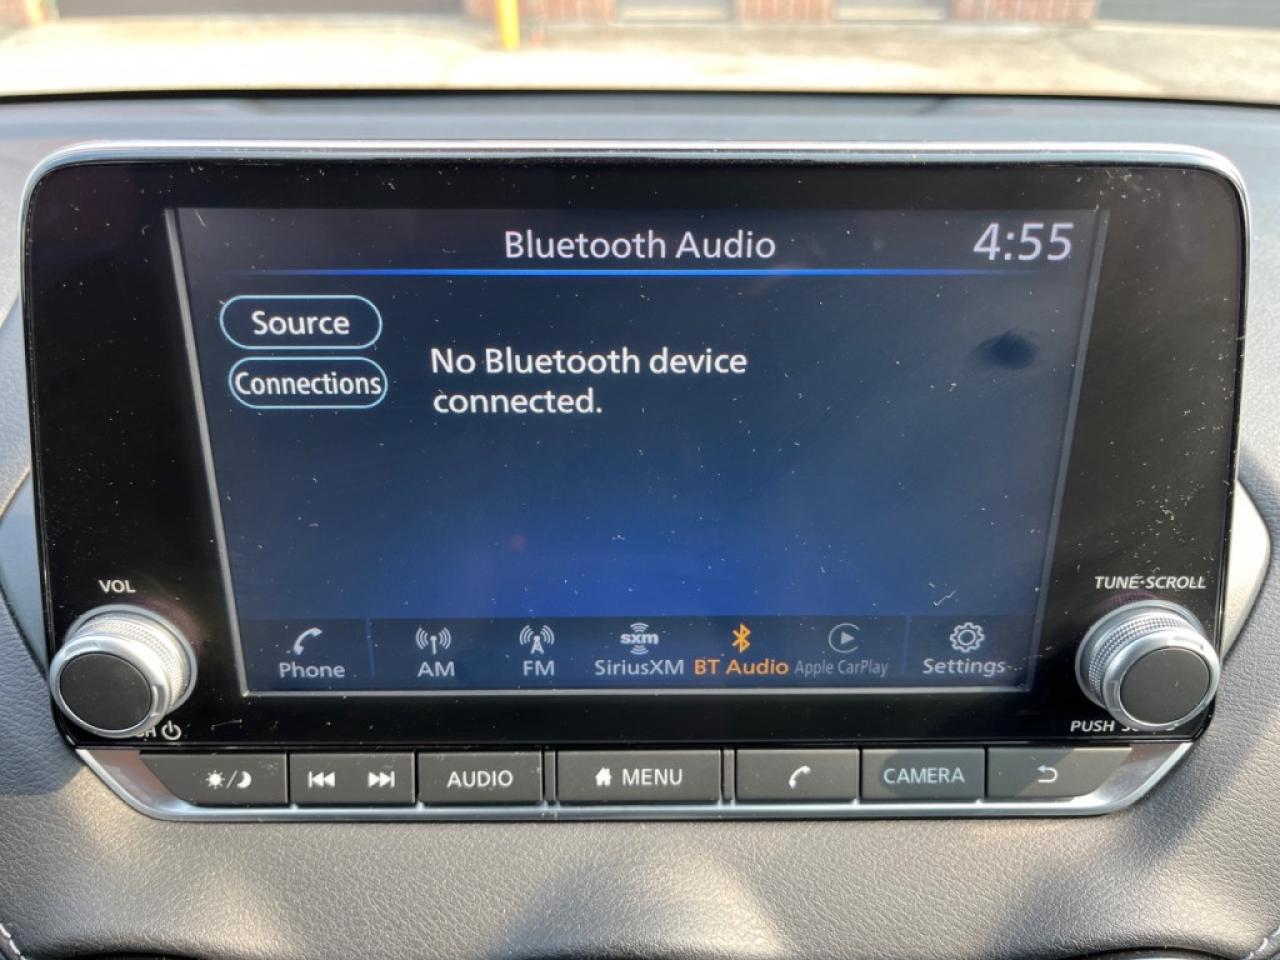 Bluetooth Audio
4:55
Source
Connections
No Bluetooth device
connected.
VOL
TUNE·SCROLL
Phone
AM
FM
sxm
SiriusXM
BT Audio
Apple CarPlay
Settings
PUSH
AUDIO
MENU
CAMERA